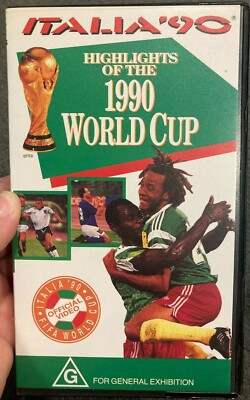 ITALIA '90
HIGHLIGHTS
OF THE
1990
WORLD CUP
ITALIA '90
OFFICIAL
VIDEO
FIFA WORLD CUP
G
FOR GENERAL EXHIBITION